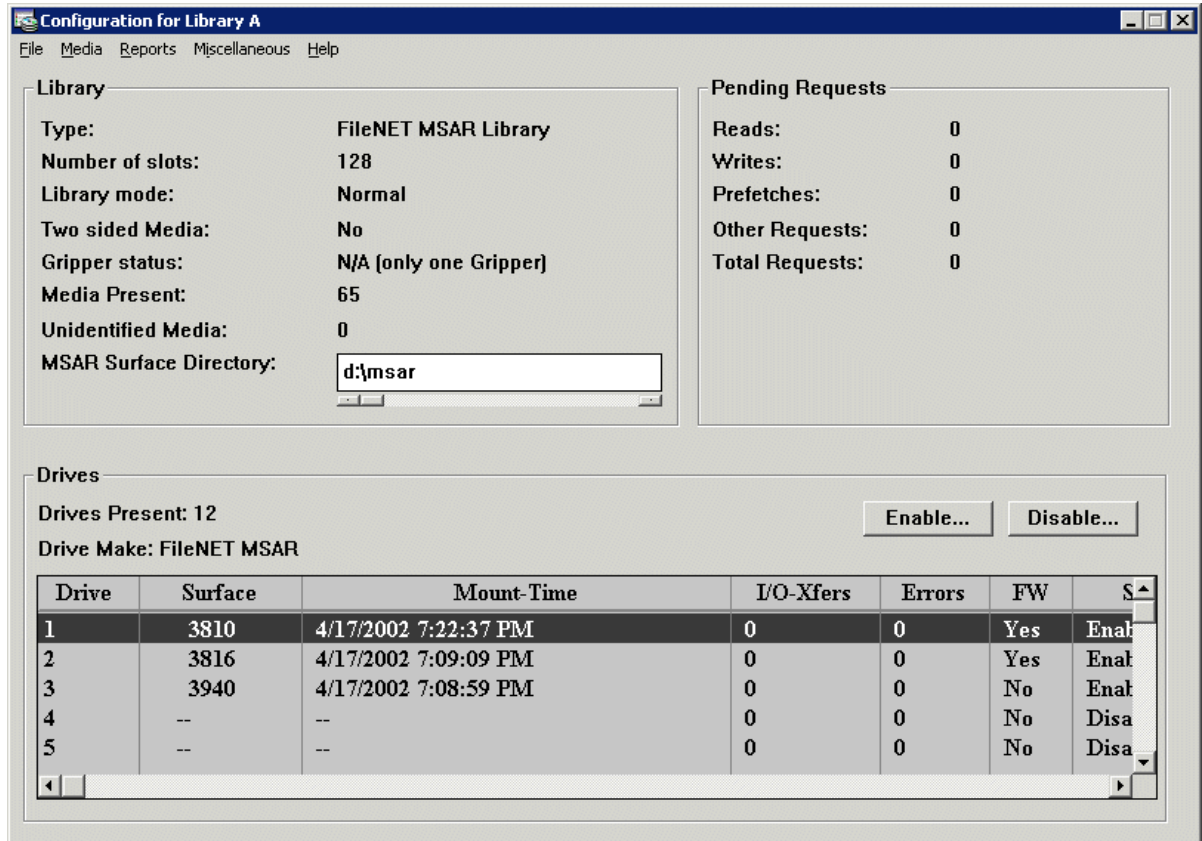 Configuration for Library A
File Media Reports Miscellaneous Help
Library
Type: FileNET MSAR Library
Number of slots: 128
Library mode: Normal
Two sided Media: No
Gripper status: N/A (only one Gripper)
Media Present: 65
Unidentified Media: 0
MSAR Surface Directory: d:\msar
Pending Requests
Reads: 0
Writes: 0
Prefetches: 0
Other Requests: 0
Total Requests: 0
Drives
Drives Present: 12
Enable... Disable...
Drive Make: FileNET MSAR
Drive Surface Mount-Time I/O-Xfers Errors FW S
1 3810 4/17/2002 7:22:37 PM 0 0 Yes Enab
2 3816 4/17/2002 7:09:09 PM 0 0 Yes Enab
3 3940 4/17/2002 7:08:59 PM 0 0 No Enab
4 -- -- 0 0 No Disa
5 -- -- 0 0 No Disa